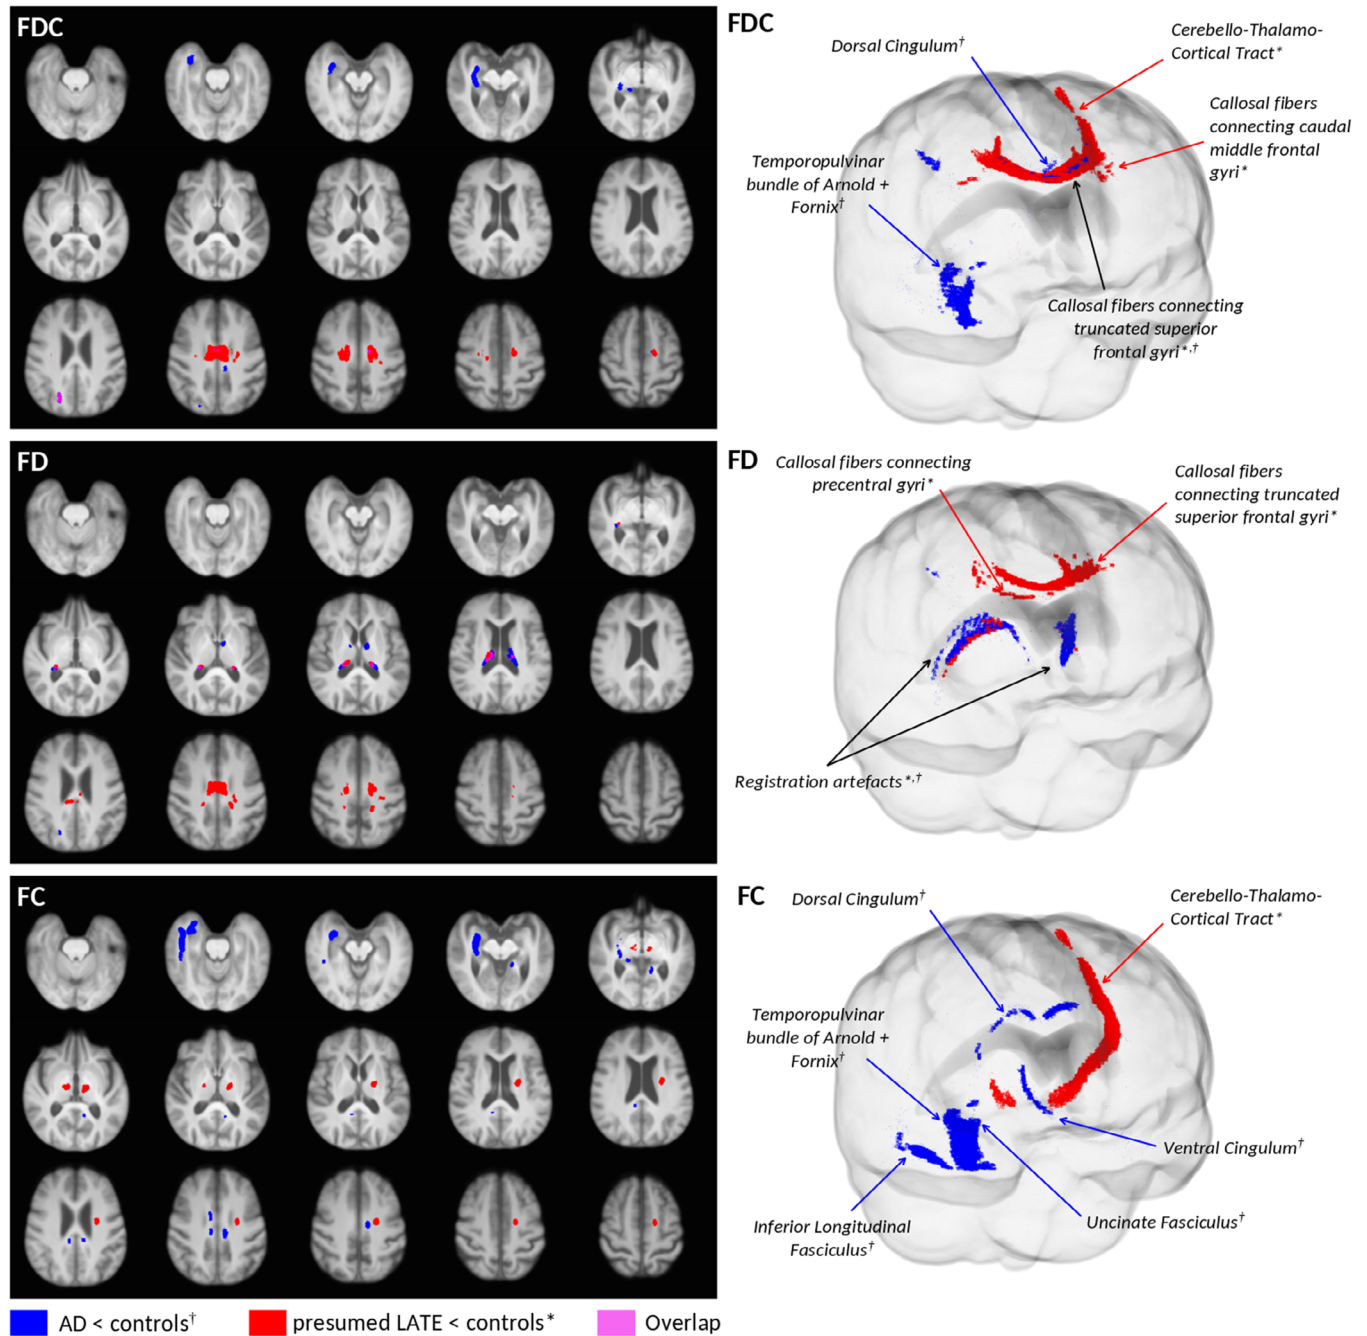 FDC
FDC
Dorsal Cingulum†
Cerebello-Thalamo-
Cortical Tract*
Callosal fibers
connecting caudal
middle frontal
gyri*
Temporopulvinar
bundle of Arnold +
Fornix†
Callosal fibers connecting
truncated superior
frontal gyri*,†
FD
FD
Callosal fibers connecting
precentral gyri*
Callosal fibers
connecting truncated
superior frontal gyri*
Registration artefacts*,†
FC
FC
Dorsal Cingulum†
Cerebello-Thalamo-
Cortical Tract*
Temporopulvinar
bundle of Arnold +
Fornix†
Ventral Cingulum†
Uncinate Fasciculus†
Inferior Longitudinal
Fasciculus†
AD < controls†
presumed LATE < controls*
Overlap